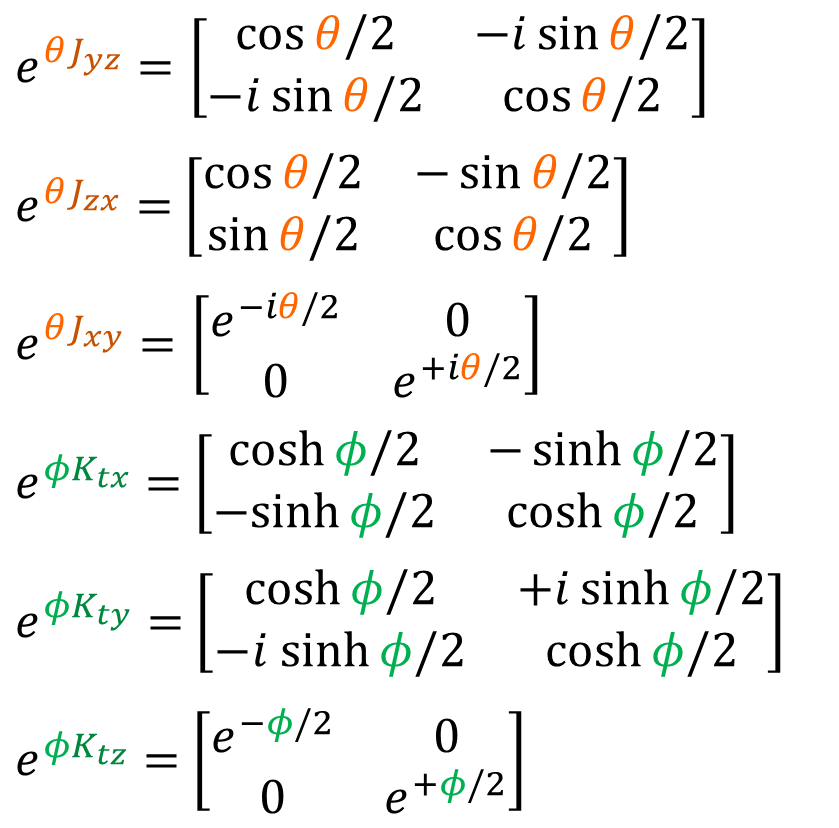 e^{θJ_{yz}} = [cos θ/2 −i sin θ/2]
[−i sin θ/2 cos θ/2]
e^{θJ_{zx}} = [cos θ/2 − sin θ/2]
[sin θ/2 cos θ/2]
e^{θJ_{xy}} = [e^{−iθ/2} 0]
[0 e^{+iθ/2}]
e^{ϕK_{tx}} = [cosh ϕ/2 − sinh ϕ/2]
[−sinh ϕ/2 cosh ϕ/2]
e^{ϕK_{ty}} = [cosh ϕ/2 +i sinh ϕ/2]
[−i sinh ϕ/2 cosh ϕ/2]
e^{ϕK_{tz}} = [e^{−ϕ/2} 0]
[0 e^{+ϕ/2}]